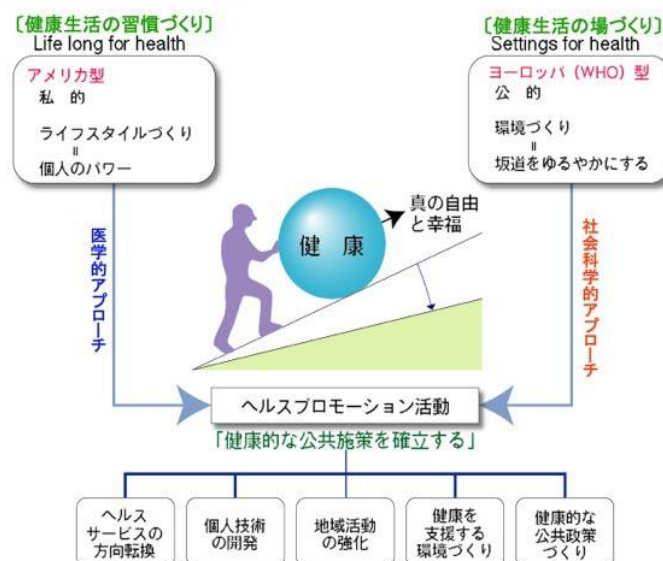 〔健康生活の習慣づくり〕
Life long for health
アメリカ型
私 的
ライフスタイルづくり
=
個人のパワー
〔健康生活の場づくり〕
Settings for health
ヨーロッパ（WHO）型
公 的
環境づくり
=
坂道をゆるやかにする
医学的アプローチ
健 康
真の自由
と幸福
社会科学的アプローチ
ヘルスプロモーション活動
「健康的な公共施策を確立する」
ヘルス
サービスの
方向転換
個人技術
の開発
地域活動
の強化
健康を
支援する
環境づくり
健康的な
公共政策
づくり